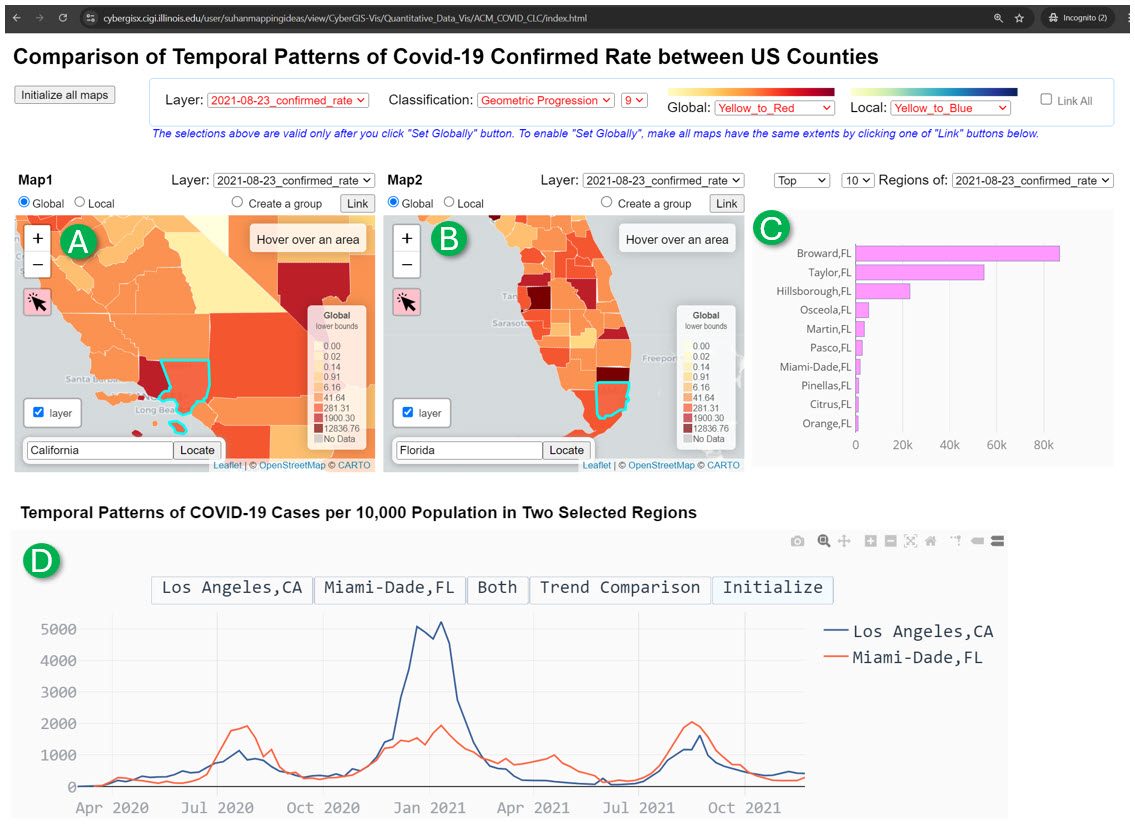 cybergisx.cigi.illinois.edu/user/suhanmappingideas/view/CyberGIS-Vis/Quantitative_Data_Vis/ACM_COVID_CLC/index.html
Incognito (2)
Comparison of Temporal Patterns of Covid-19 Confirmed Rate between US Counties
Initialize all maps
Layer: 2021-08-23_confirmed_rate Classification: Geometric Progression 9 Global: Yellow_to_Red Local: Yellow_to_Blue Link All
The selections above are valid only after you click "Set Globally" button. To enable "Set Globally", make all maps have the same extents by clicking one of "Link" buttons below.
Map1 Layer: 2021-08-23_confirmed_rate
Global Local Create a group Link
A
+
−
Hover over an area
Global
lower bounds
0.00
0.02
0.14
0.91
6.16
41.64
281.31
1900.30
12836.76
No Data
Santa Bar
Long Bea
layer
California Locate
Leaflet | © OpenStreetMap © CARTO
Map2 Layer: 2021-08-23_confirmed_rate
Global Local Create a group Link
B
+
−
Hover over an area
Global
lower bounds
0.00
0.02
0.14
0.91
6.16
41.64
281.31
1900.30
12836.76
No Data
Tan
Sarasot
Freepor
layer
Florida Locate
Leaflet | © OpenStreetMap © CARTO
Top 10 Regions of: 2021-08-23_confirmed_rate
C
Broward,FL
Taylor,FL
Hillsborough,FL
Osceola,FL
Martin,FL
Pasco,FL
Miami-Dade,FL
Pinellas,FL
Citrus,FL
Orange,FL
0 20k 40k 60k 80k
Temporal Patterns of COVID-19 Cases per 10,000 Population in Two Selected Regions
D
Los Angeles,CA Miami-Dade,FL Both Trend Comparison Initialize
5000
4000
3000
2000
1000
0
Apr 2020 Jul 2020 Oct 2020 Jan 2021 Apr 2021 Jul 2021 Oct 2021
Los Angeles,CA
Miami-Dade,FL